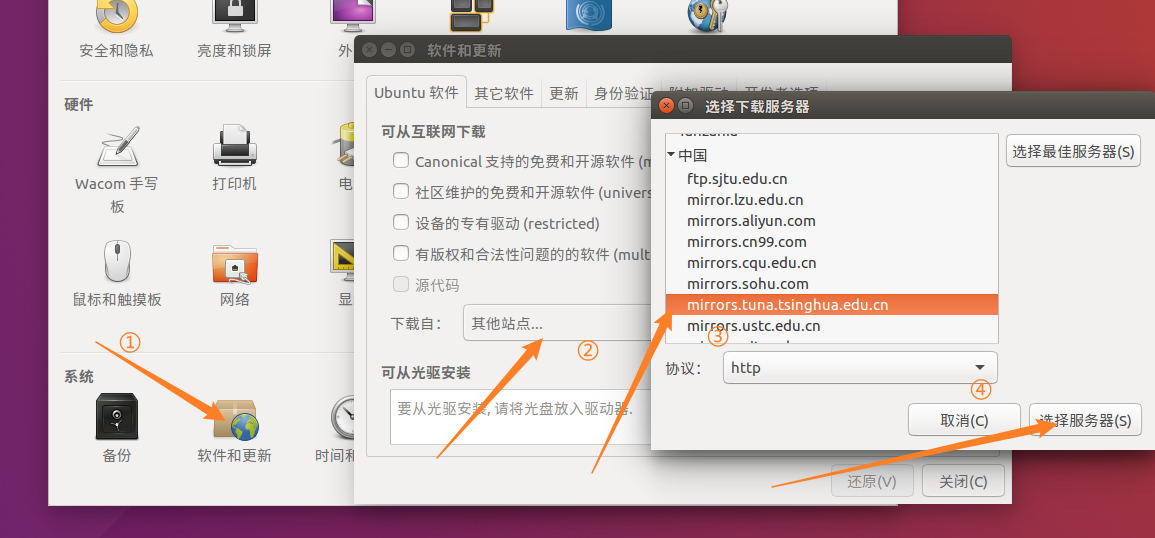 安全和隐私
亮度和锁屏
外
硬件
Wacom 手写
板
打印机
电
鼠标和触摸板
网络
显
①
系统
备份
软件和更新
时间和
软件和更新
Ubuntu 软件
其它软件
更新
身份验证
附加驱动
开发者选项
可从互联网下载
Canonical 支持的免费和开源软件 (m
社区维护的免费和开源软件 (univers
设备的专有驱动 (restricted)
有版权和合法性问题的的软件 (mult
源代码
下载自：
其他站点...
②
可从光驱安装
要从光驱安装, 请将光盘放入驱动器.
还原(V)
关闭(C)
选择下载服务器
Tanzania
中国
ftp.sjtu.edu.cn
mirror.lzu.edu.cn
mirrors.aliyun.com
mirrors.cn99.com
mirrors.cqu.edu.cn
mirrors.sohu.com
mirrors.tuna.tsinghua.edu.cn
mirrors.ustc.edu.cn
③
选择最佳服务器(S)
协议：
http
④
取消(C)
选择服务器(S)